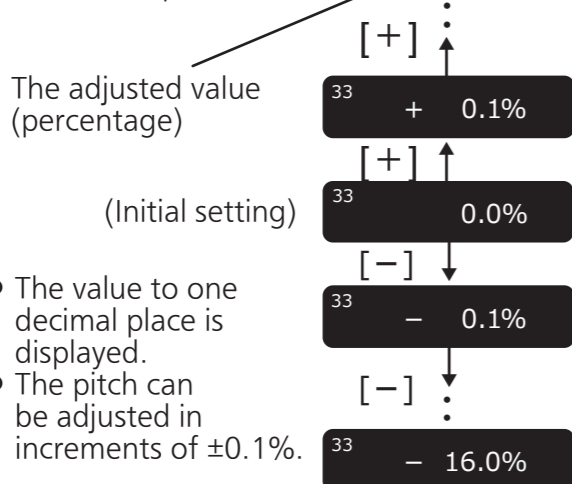 [+]
The adjusted value
(percentage)
33 + 0.1%
[+]
(Initial setting)
33 0.0%
[−]
• The value to one
decimal place is
displayed.
33 − 0.1%
• The pitch can
be adjusted in
increments of ±0.1%.
[−]
33 − 16.0%